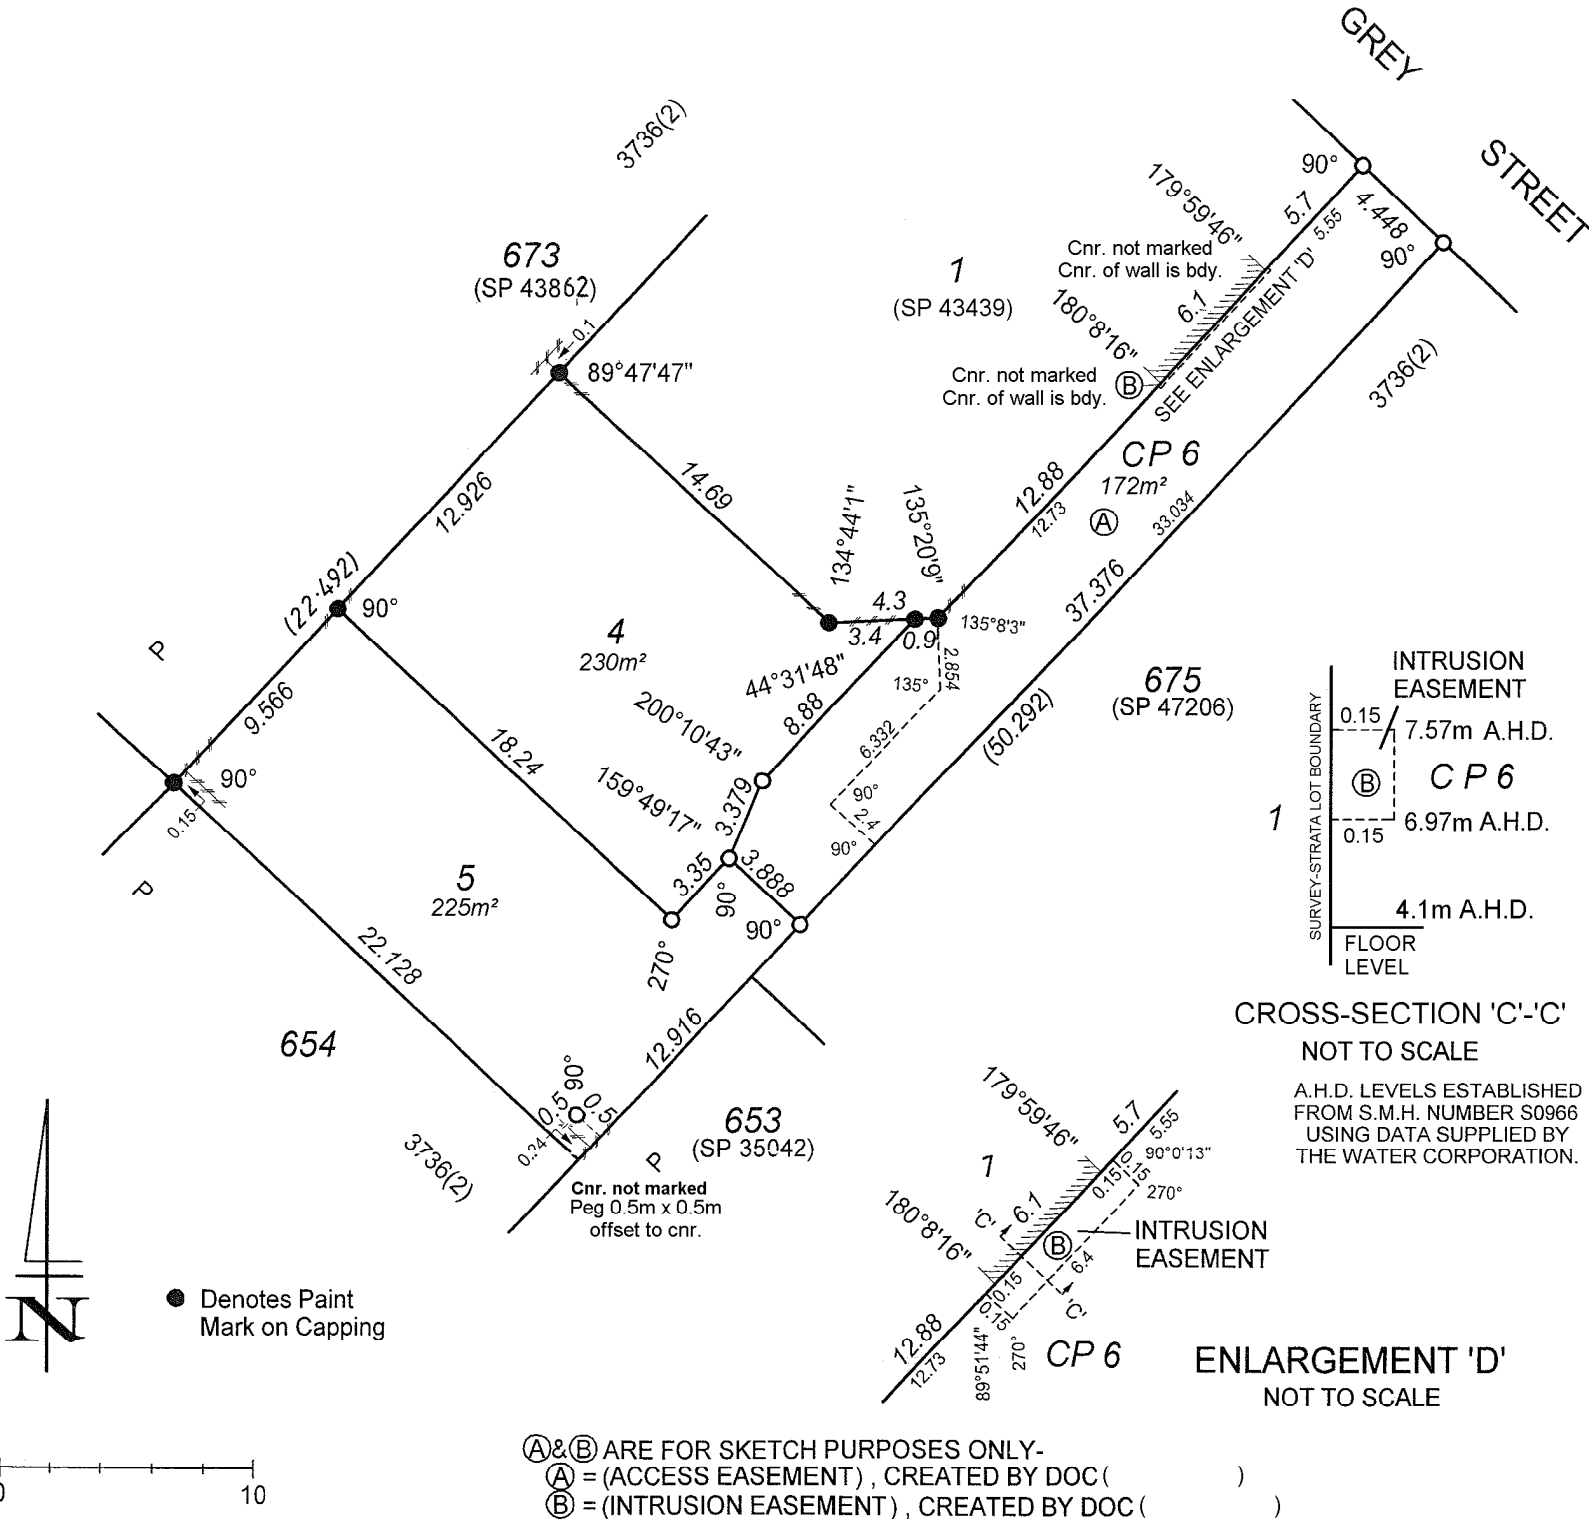 GREY
STREET
3736(2)
90°
179°59'46"
5.7
5.55
4.448
90°
673
(SP 43862)
1
(SP 43439)
Cnr. not marked
Cnr. of wall is bdy.
6.1
180°8'16"
SEE ENLARGEMENT 'D'
0.1
89°47'47"
Cnr. not marked
Cnr. of wall is bdy.
B
3736(2)
CP 6
172m²
A
14.69
12.926
12.88
12.73
33.034
134°44'1"
135°20'9"
(22.492)
90°
4
230m²
4.3
3.4
0.9
135°8'3"
37.376
P
44°31'48"
2.854
135°
675
(SP 47206)
200°10'43"
8.88
9.566
6.332
(50.292)
18.24
90°
0.15
159°49'17"
3.379
90°
2.4
90°
P
5
225m²
3.35
3.888
90°
90°
270°
22.128
INTRUSION
EASEMENT
SURVEY-STRATA LOT BOUNDARY
0.15
7.57m A.H.D.
B
CP 6
1
0.15
6.97m A.H.D.
4.1m A.H.D.
FLOOR
LEVEL
CROSS-SECTION 'C'-'C'
NOT TO SCALE
A.H.D. LEVELS ESTABLISHED
FROM S.M.H. NUMBER S0966
USING DATA SUPPLIED BY
THE WATER CORPORATION.
654
12.916
90°
0.5
0.5
0.24
3736(2)
P
653
(SP 35042)
Cnr. not marked
Peg 0.5m x 0.5m
offset to cnr.
179°59'46"
5.7
5.55
90°0'13"
0.15
0.15
270°
1
6.1
'C'
180°8'16"
B
INTRUSION
EASEMENT
6.4
0.15
0.15
'C'
12.88
12.73
89°51'44"
270°
CP 6
ENLARGEMENT 'D'
NOT TO SCALE
N
Denotes Paint
Mark on Capping
0
10
A&B ARE FOR SKETCH PURPOSES ONLY-
A = (ACCESS EASEMENT) , CREATED BY DOC ( )
B = (INTRUSION EASEMENT) , CREATED BY DOC ( )